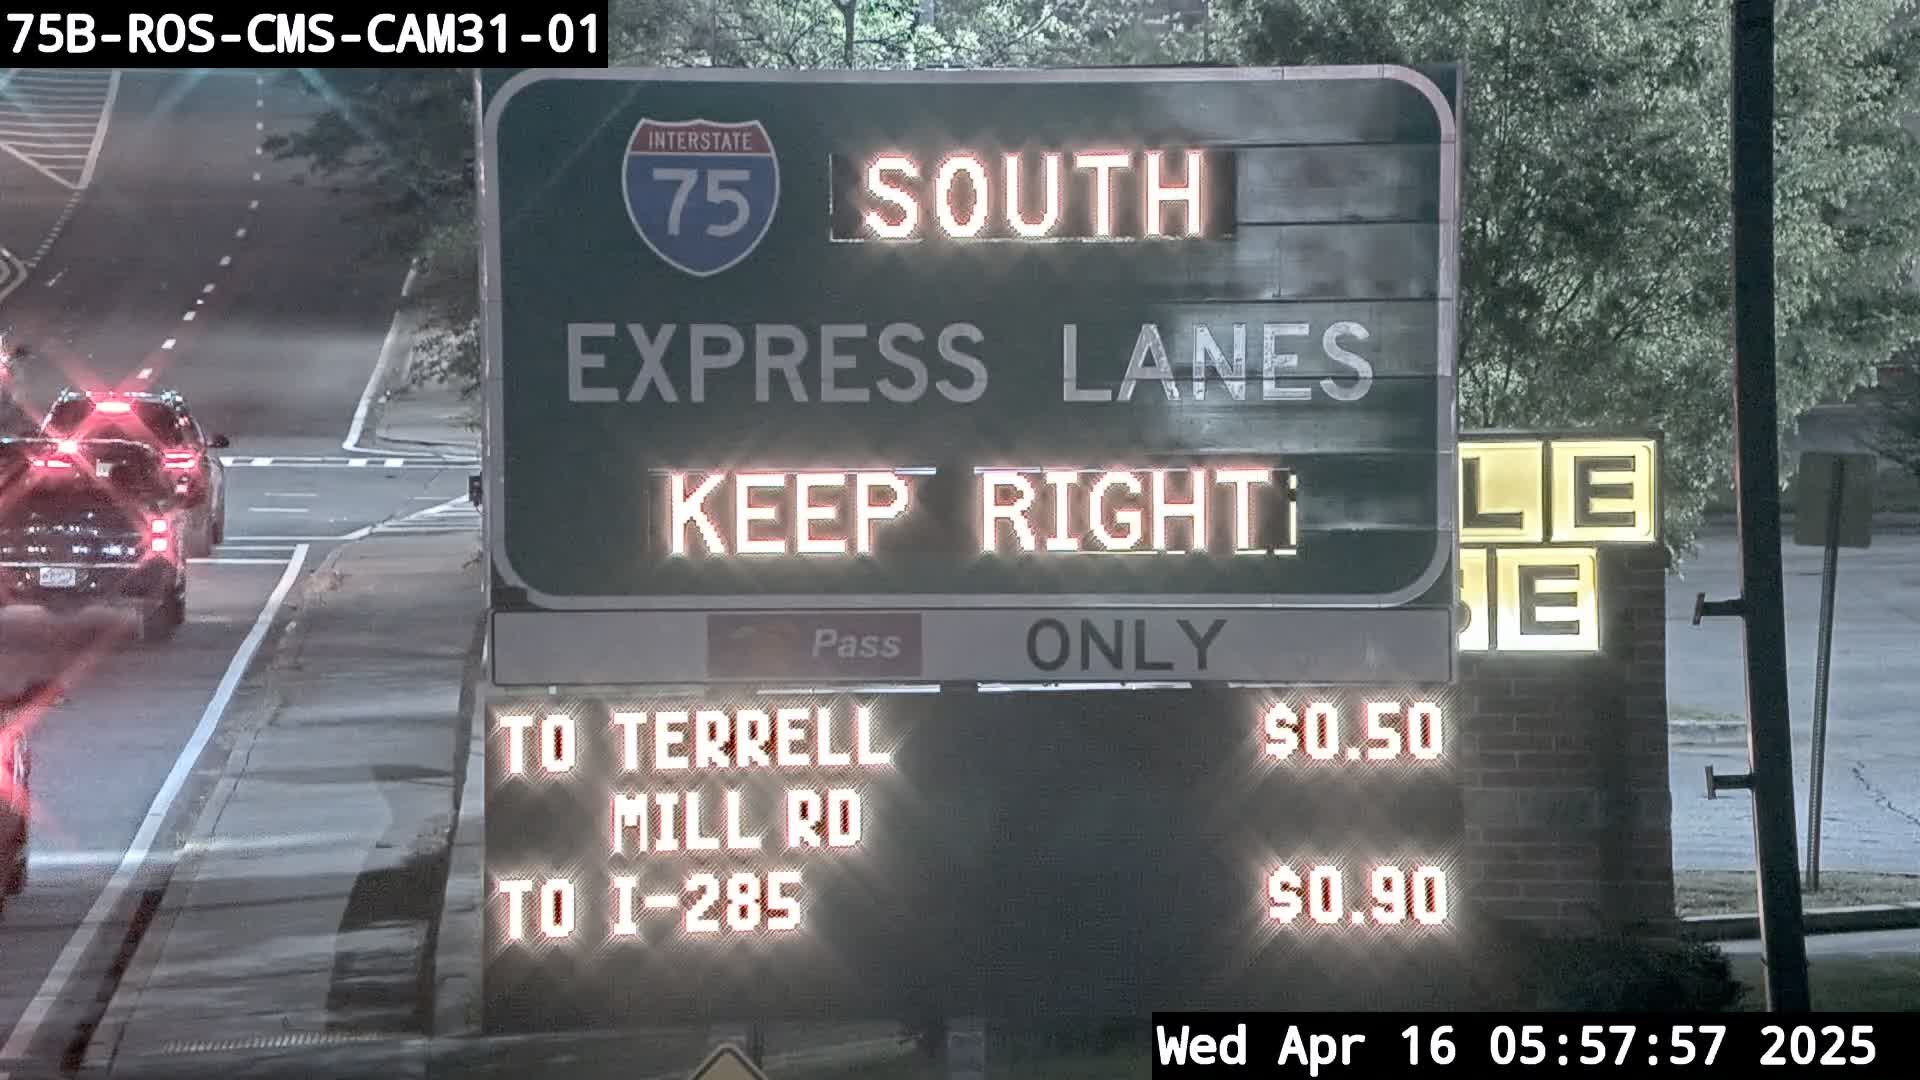 75B-ROS-CMS-CAM31-01
INTERSTATE
75
SOUTH
EXPRESS LANES
KEEP RIGHT
Pass ONLY
LE
E
TO TERRELL $0.50
MILL RD
TO I-285 $0.90
Wed Apr 16 05:57:57 2025